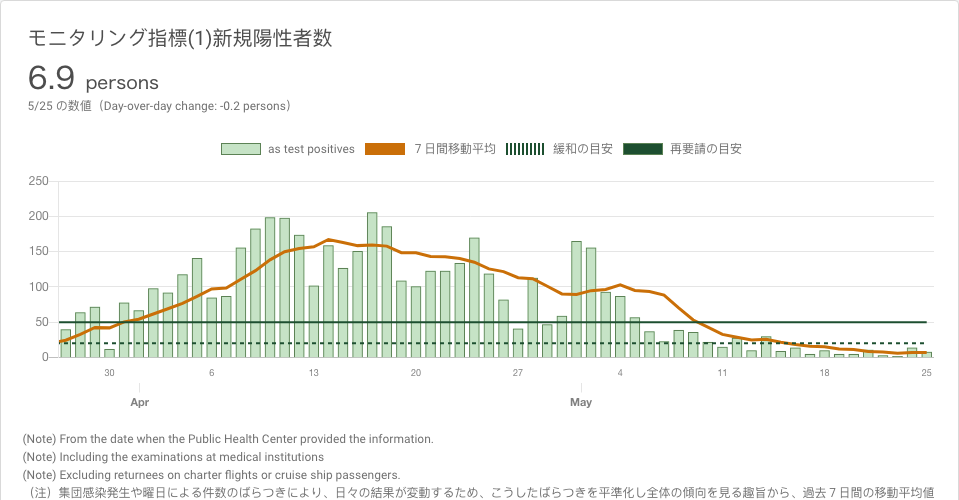 モニタリング指標(1)新規陽性者数
6.9 persons
5/25 の数値（Day-over-day change: -0.2 persons）
as test positives 7 日間移動平均 緩和の目安 再要請の目安
250
200
150
100
50
0
30 6 13 20 27 4 11 18 25
Apr May
(Note) From the date when the Public Health Center provided the information.
(Note) Including the examinations at medical institutions
(Note) Excluding returnees on charter flights or cruise ship passengers.
（注）集団感染発生や曜日による件数のばらつきにより、日々の結果が変動するため、こうしたばらつきを平準化し全体の傾向を見る趣旨から、過去７日間の移動平均値